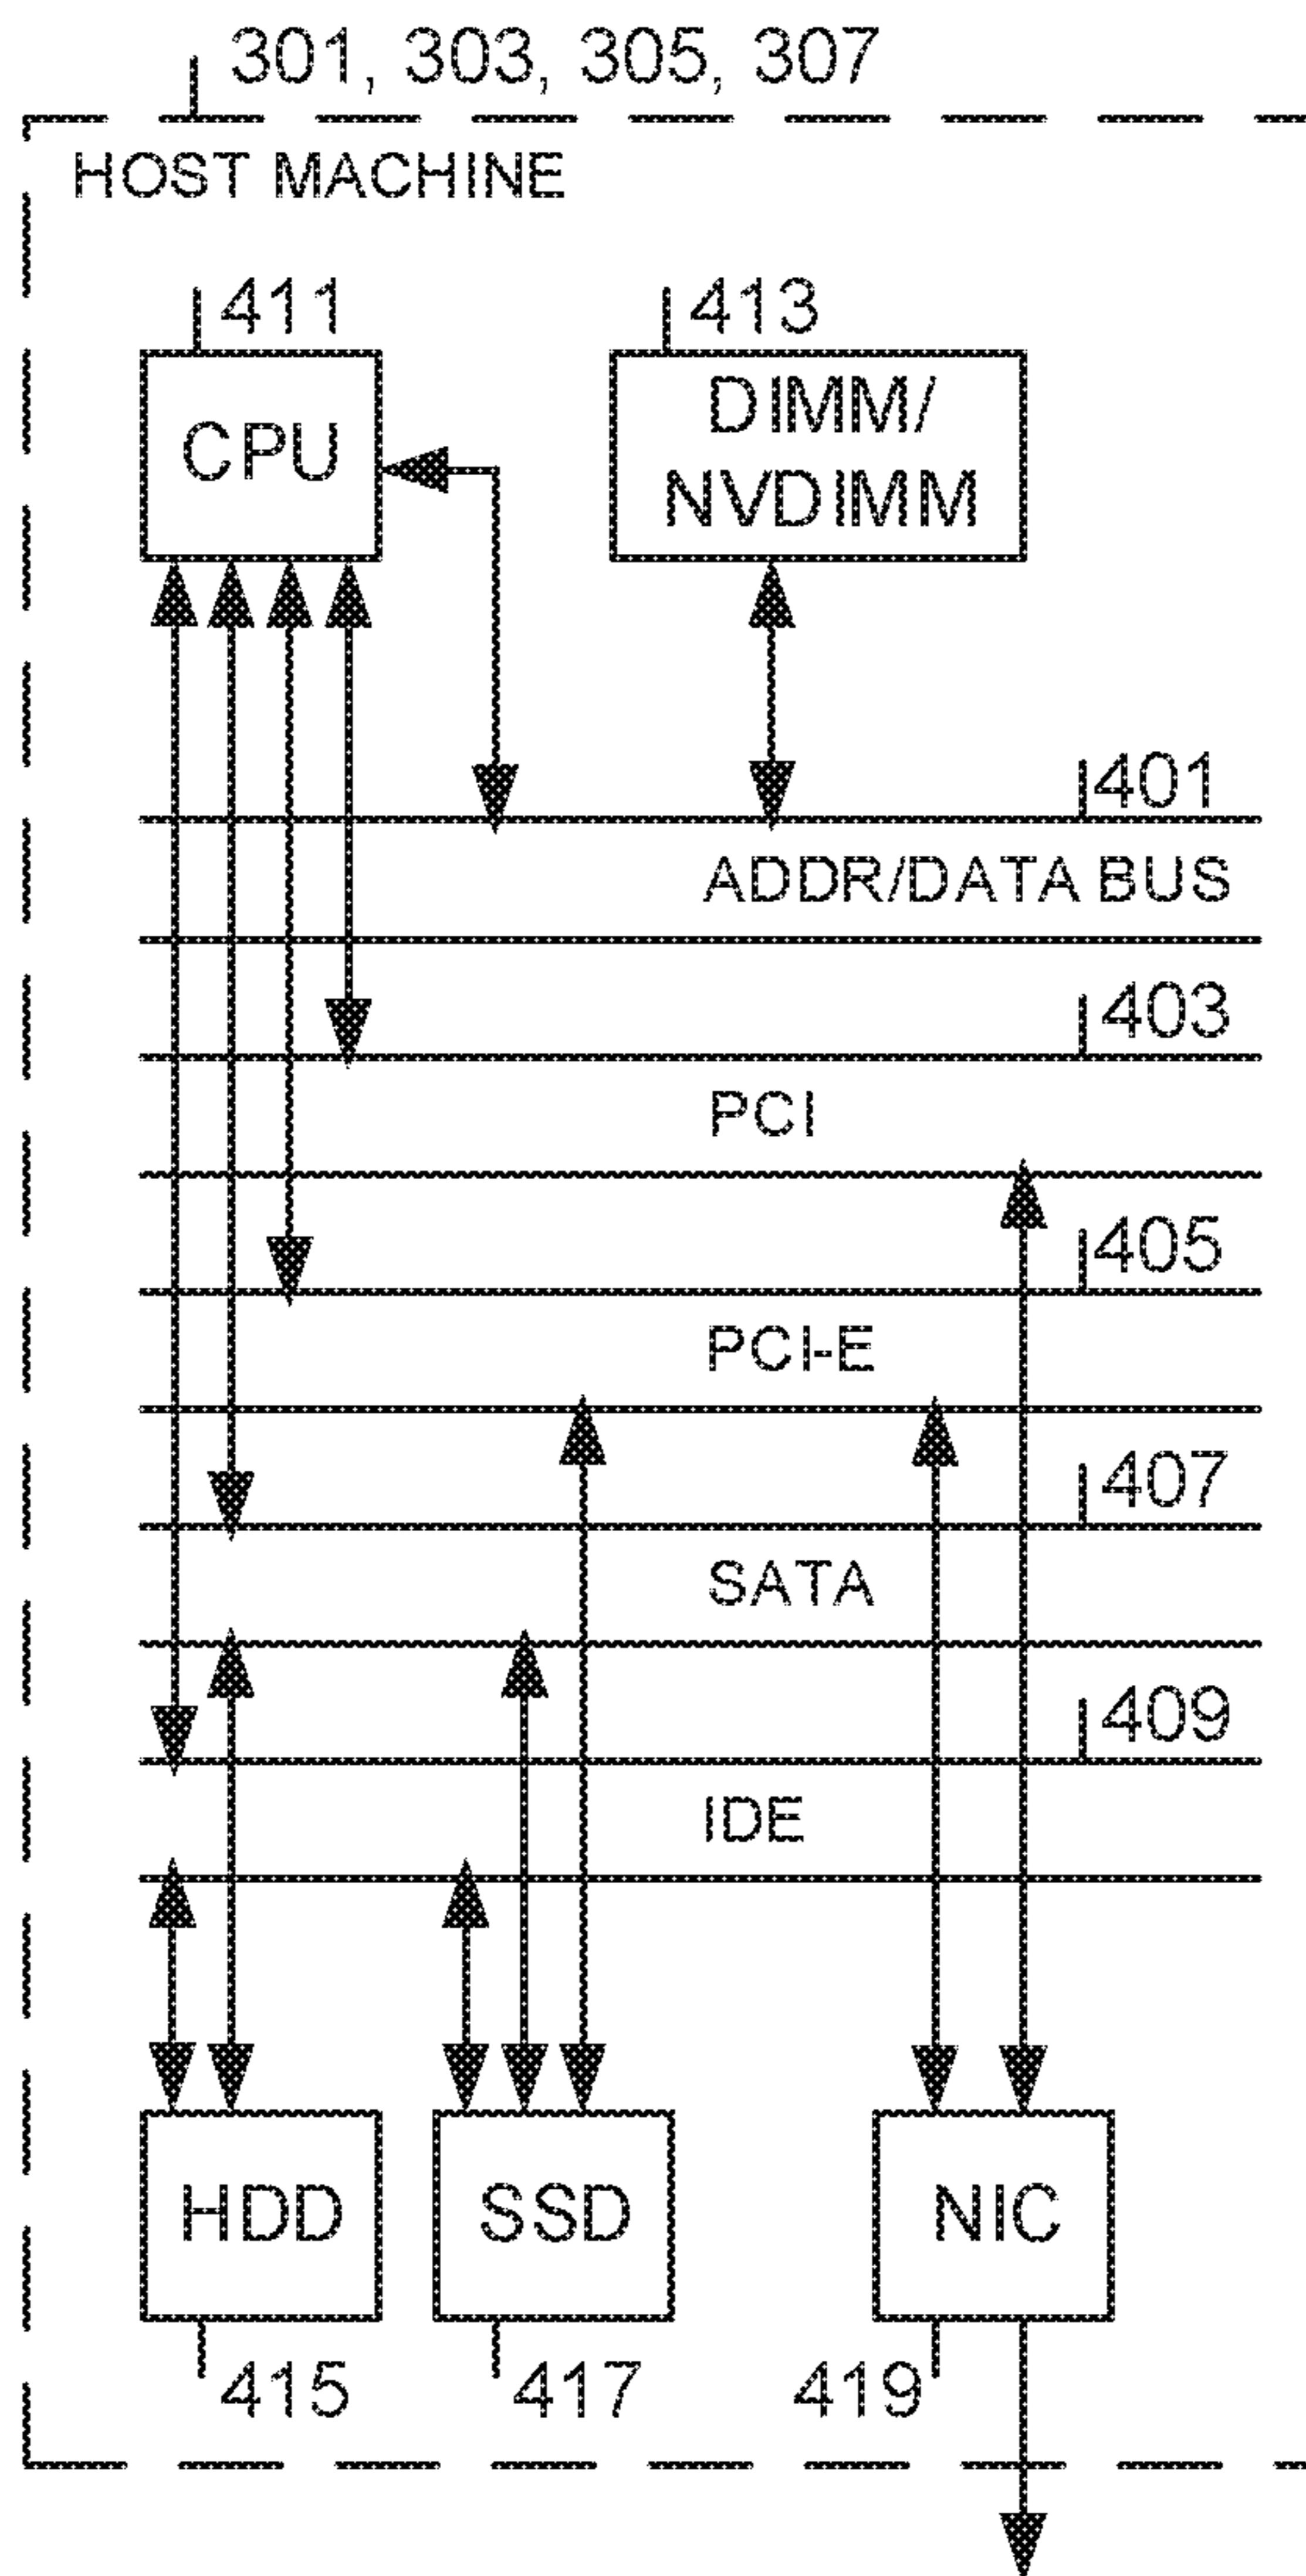 301, 303, 305, 307
HOST MACHINE
411
413
CPU
DIMM/
NVDIMM
401
ADDR/DATA BUS
403
PCI
405
PCI-E
407
SATA
409
IDE
HDD
SSD
NIC
415
417
419